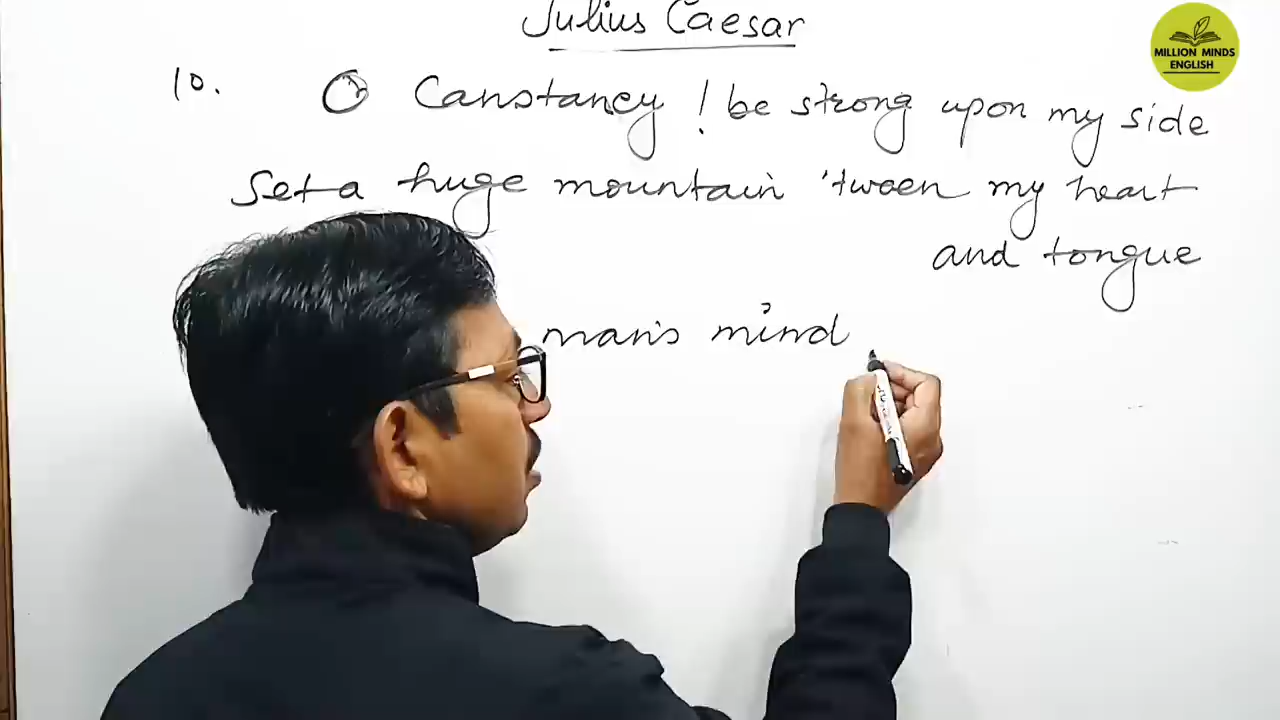 Julius Caesar
MILLION MINDS
ENGLISH
10. O Canstancy ! be strong upon my side
Set a huge mountain 'tween my heart
and tongue
man's mind